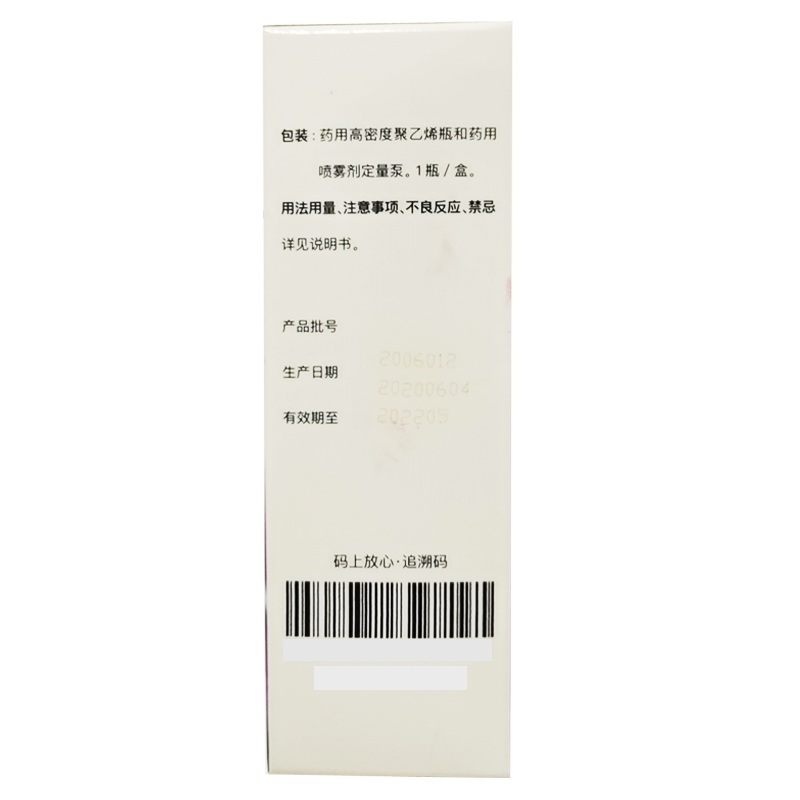 包装：药用高密度聚乙烯瓶和药用
喷雾剂定量泵。1瓶/盒。
用法用量、注意事项、不良反应、禁忌
详见说明书。
产品批号
2006012
生产日期
20200604
有效期至
202205
码上放心·追溯码